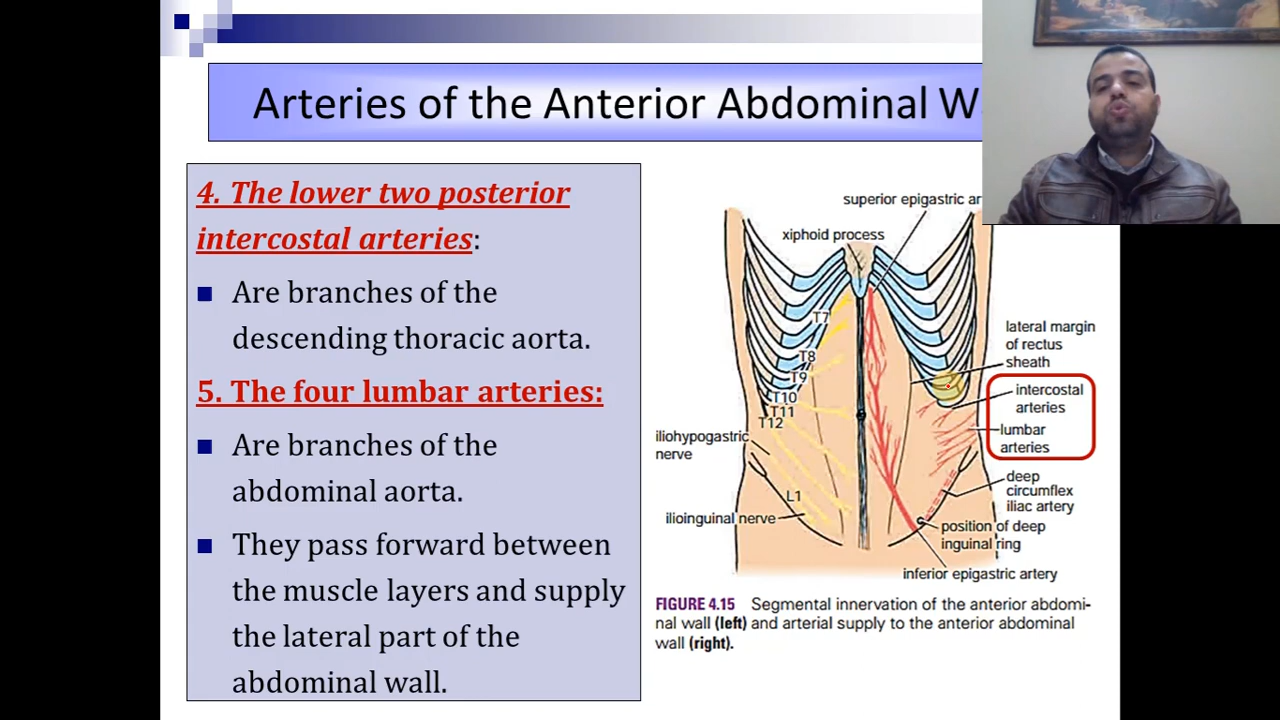 Arteries of the Anterior Abdominal W
4. The lower two posterior
intercostal arteries:
Are branches of the
descending thoracic aorta.
5. The four lumbar arteries:
Are branches of the
abdominal aorta.
They pass forward between
the muscle layers and supply
the lateral part of the
abdominal wall.
superior epigastric ar
xiphoid process
T7
T8
T9
T10
T11
T12
iliohypogastric
nerve
L1
ilioinguinal nerve
lateral margin
of rectus
sheath
intercostal
arteries
lumbar
arteries
deep
circumflex
iliac artery
position of deep
inguinal ring
inferior epigastric artery
FIGURE 4.15 Segmental innervation of the anterior abdomi-
nal wall (left) and arterial supply to the anterior abdominal
wall (right).